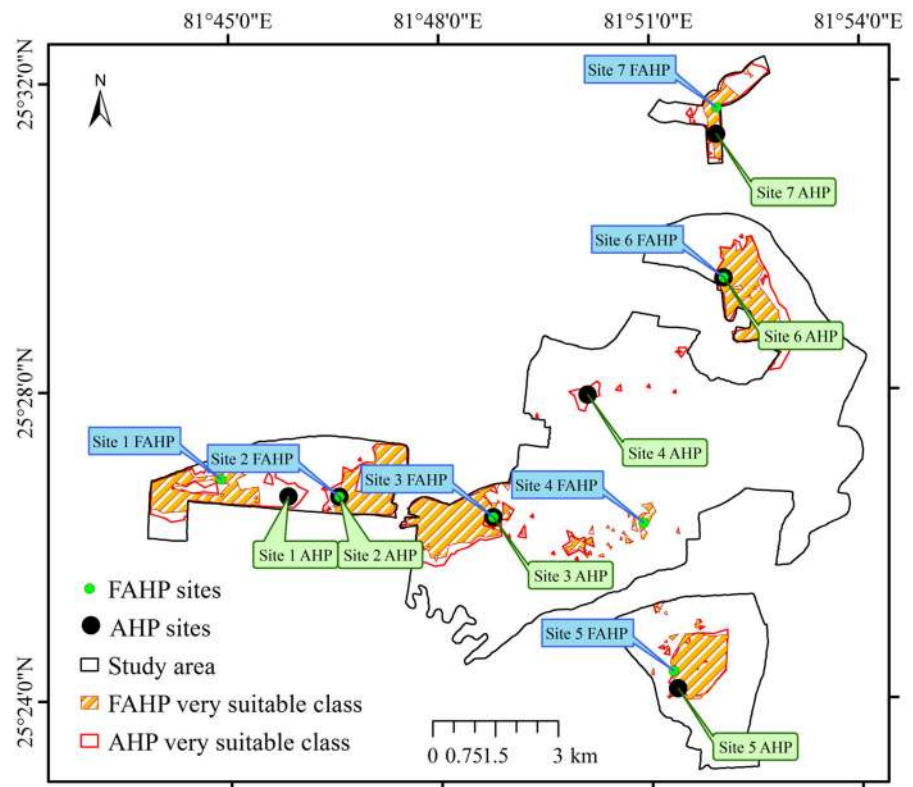 81°45'0"E 81°48'0"E 81°51'0"E 81°54'0"E
25°32'0"N
25°28'0"N
25°24'0"N
N
Site 7 FAHP
Site 7 AHP
Site 6 FAHP
Site 6 AHP
Site 4 AHP
Site 1 FAHP
Site 2 FAHP
Site 3 FAHP
Site 4 FAHP
Site 1 AHP
Site 2 AHP
Site 3 AHP
Site 5 FAHP
Site 5 AHP
FAHP sites
AHP sites
Study area
FAHP very suitable class
AHP very suitable class
0 0.751.5 3 km